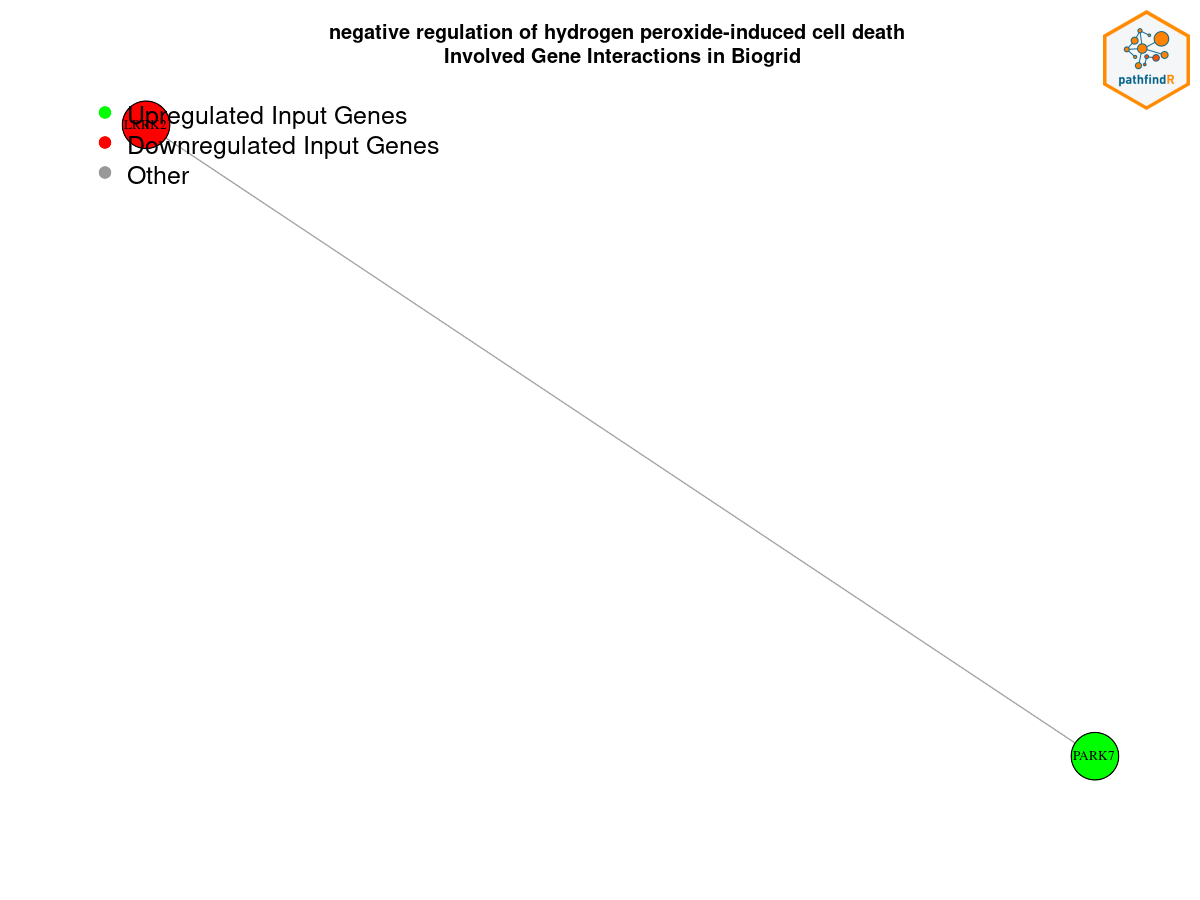 negative regulation of hydrogen peroxide-induced cell death
Involved Gene Interactions in Biogrid
pathfindR
Upregulated Input Genes
LRRK2
Downregulated Input Genes
Other
PARK7